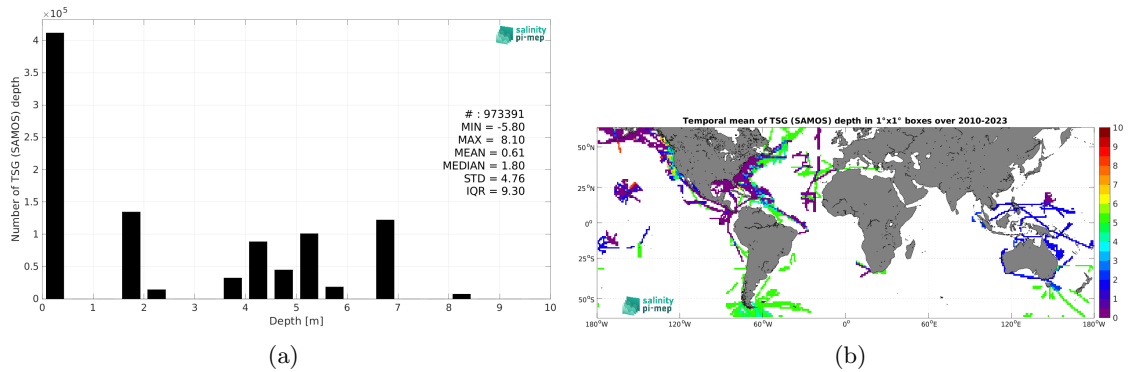 ×10⁵
4
3.5
3
2.5
2
1.5
1
0.5
0
Number of TSG (SAMOS) depth
0 1 2 3 4 5 6 7 8 9 10
Depth [m]
salinity
pi-mep
# : 973391
MIN = -5.80
MAX = 8.10
MEAN = 0.61
MEDIAN = 1.80
STD = 4.76
IQR = 9.30
(a)
Temporal mean of TSG (SAMOS) depth in 1°x1° boxes over 2010-2023
50°N
25°N
0°
25°S
50°S
180°W 120°W 60°W 0°E 60°E 120°E 180°E
salinity
pi-mep
10
9
8
7
6
5
4
3
2
1
0
(b)